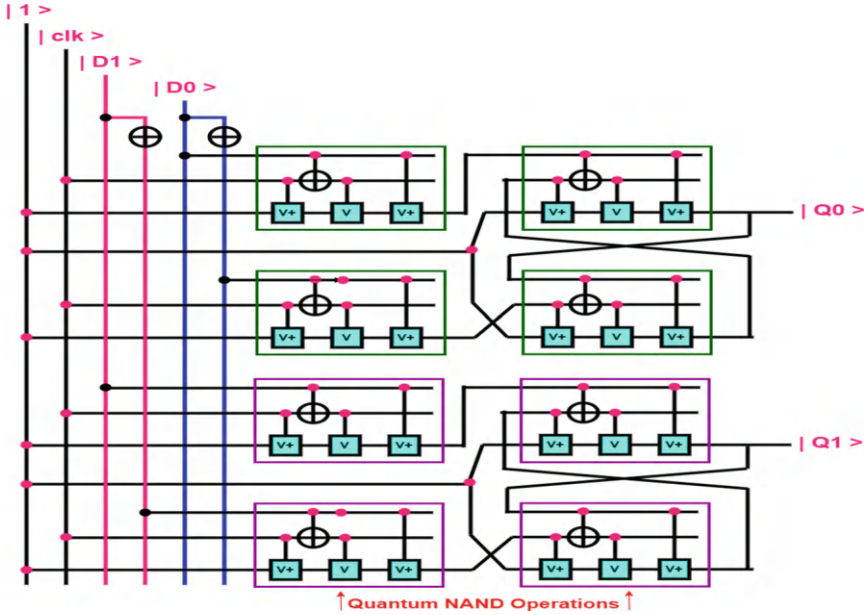 | 1 >
| clk >
| D1 >
| D0 >
V+ V V+ V+ V V+
| Q0 >
V+ V V+ V+ V V+
V+ V V+ V+ V V+
| Q1 >
V+ V V+ V+ V V+
↑Quantum NAND Operations ↑